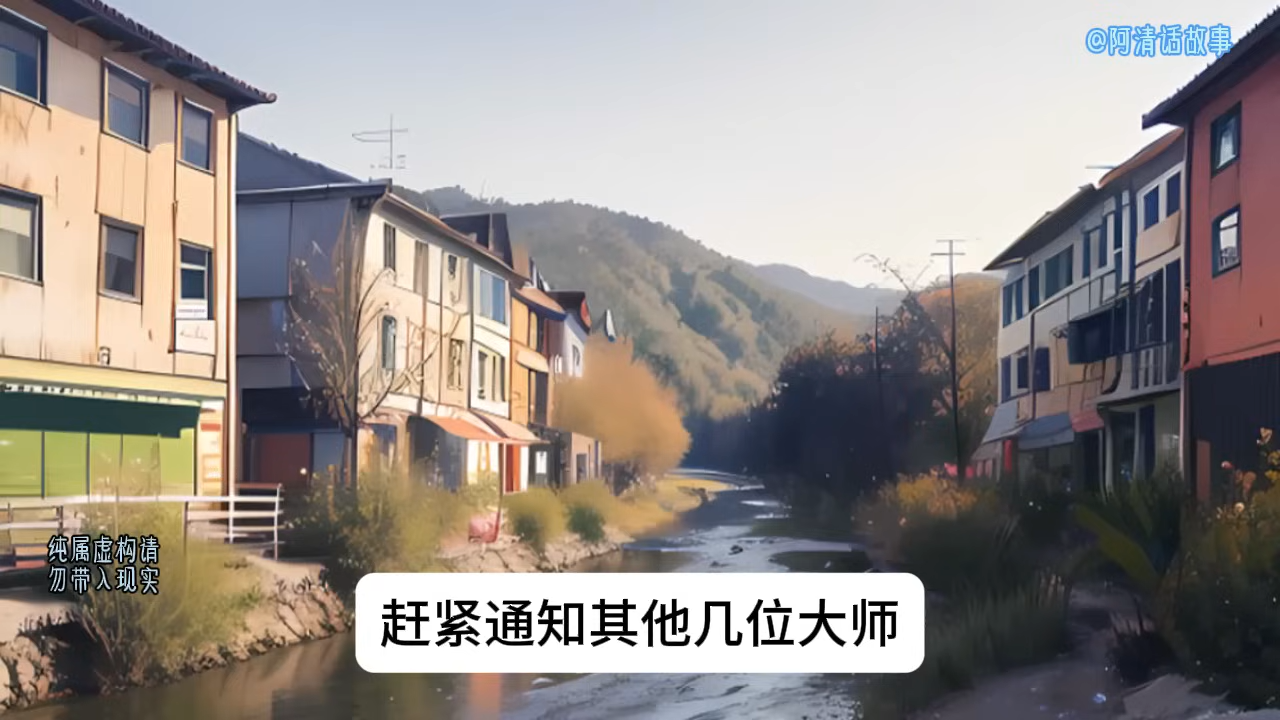 @阿清话故事
纯属虚构请
勿带入现实
赶紧通知其他几位大师